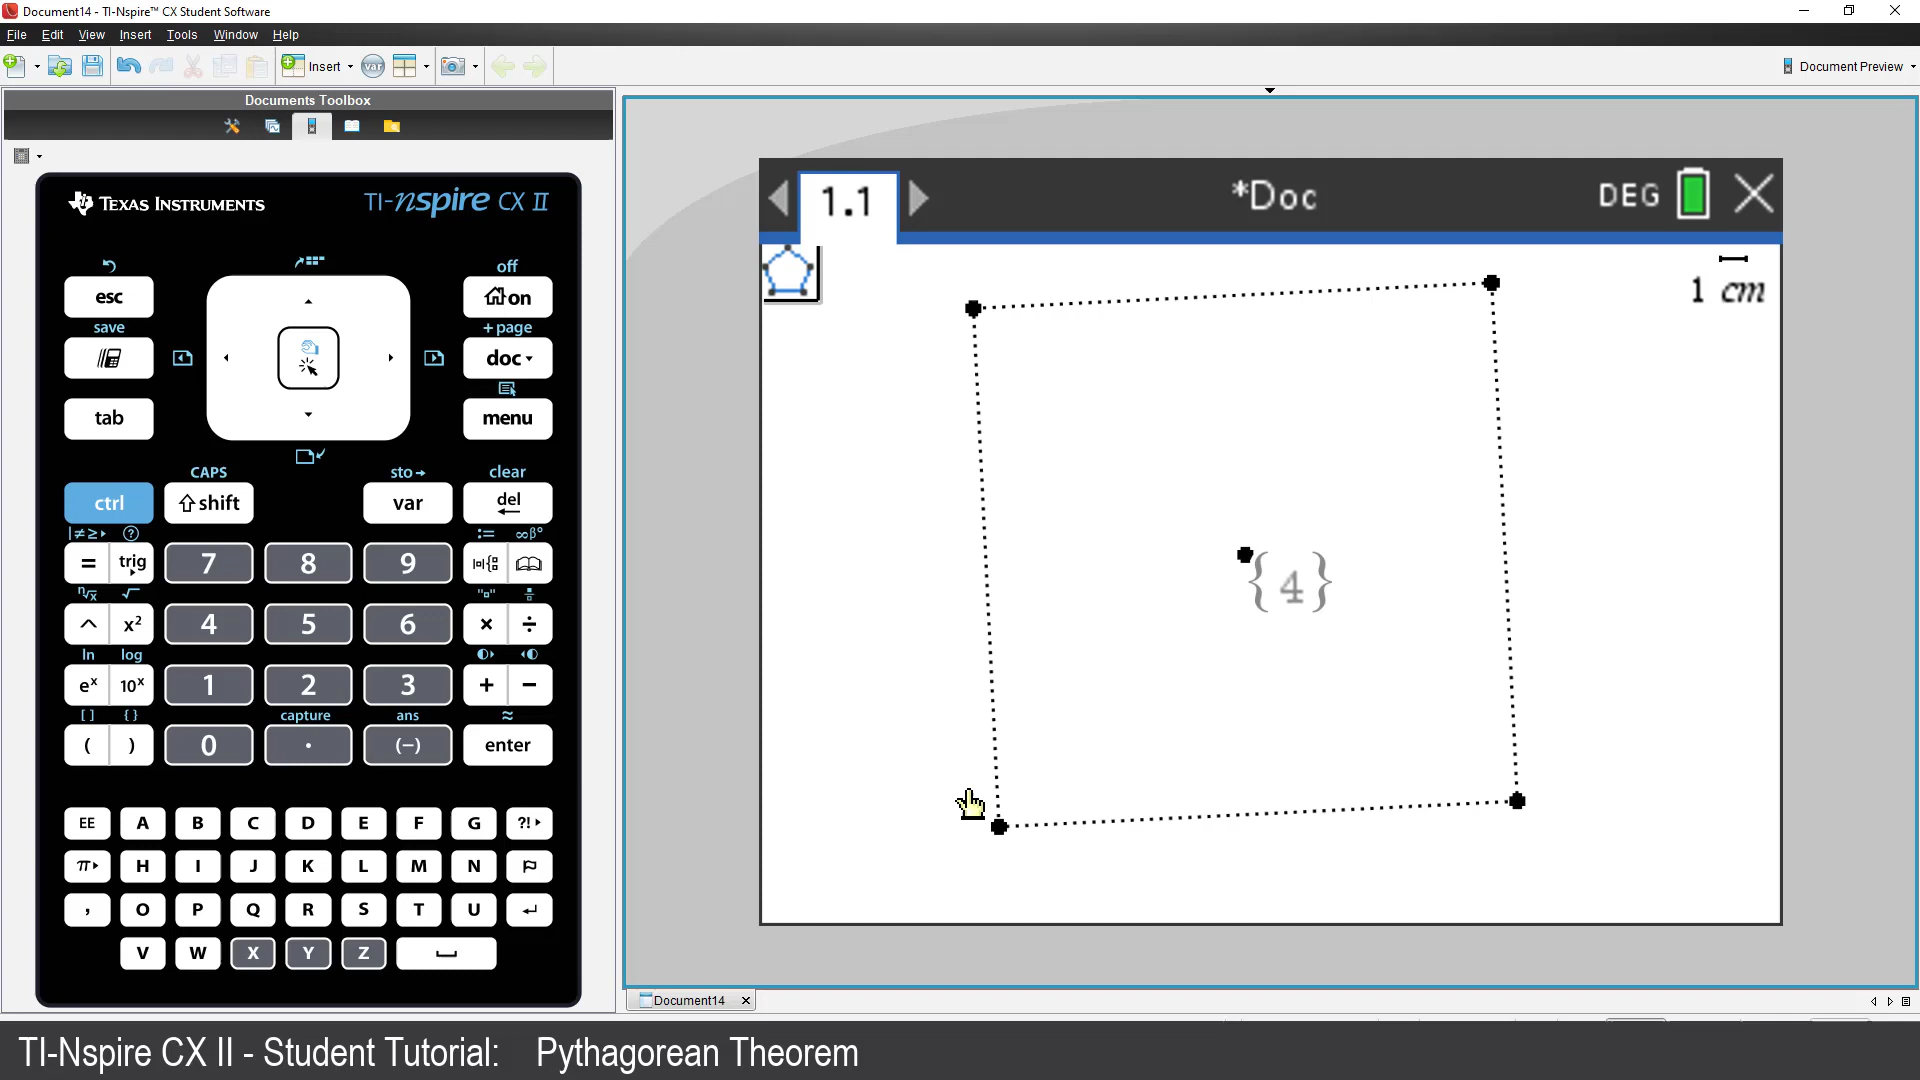 Document14 - TI-Nspire™ CX Student Software
File Edit View Insert Tools Window Help
Insert var Document Preview
Documents Toolbox
TEXAS INSTRUMENTS TI-nspire CX II
off
esc on
save + page
doc
tab menu
CAPS sto→ clear
ctrl shift var del
|≠≥▸ ? := ∞β°
= trig 7 8 9
ⁿ√x √ "□"
^ x² 4 5 6 × ÷
ln log
eˣ 10ˣ 1 2 3 + −
[ ] { } capture ans ≈
( ) 0 . (−) enter
EE A B C D E F G ?!▸
π▸ H I J K L M N
, O P Q R S T U
V W X Y Z
1.1 *Doc DEG
1 cm
{4}
Document14
TI-Nspire CX II - Student Tutorial: Pythagorean Theorem